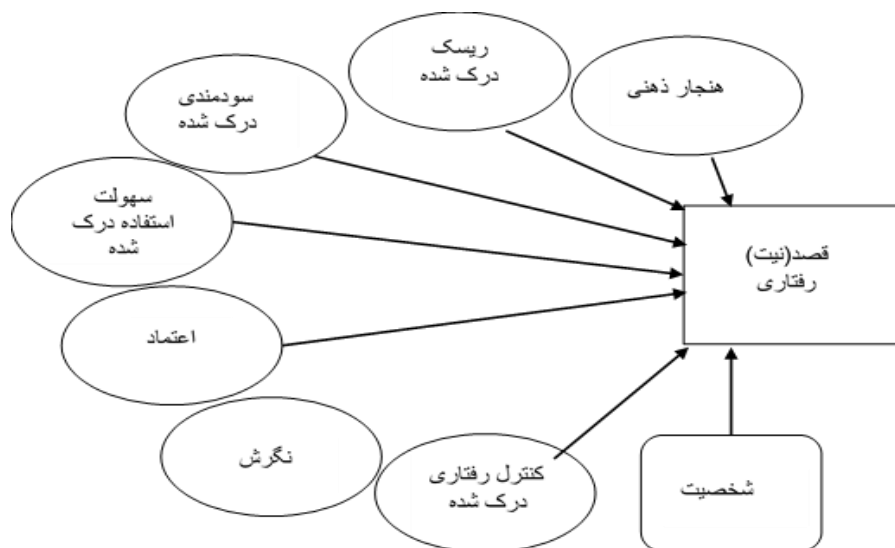 هنجار ذهنی
ریسک
درک شده
سودمندی
درک شده
سهولت
استفاده درک
شده
اعتماد
نگرش
کنترل رفتاری
درک شده
شخصیت
قصد(نیت)
رفتاری